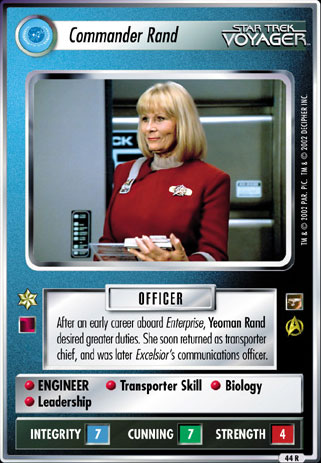 Commander Rand
STAR TREK
VOYAGER
TM & © 2002 PAR. PIC. TM & © 2002 DECIPHER INC.
OFFICER
After an early career aboard Enterprise, Yeoman Rand
desired greater duties. She soon returned as transporter
chief, and was later Excelsior's communications officer.
ENGINEER Transporter Skill Biology
Leadership
INTEGRITY 7 CUNNING 7 STRENGTH 4
44 R